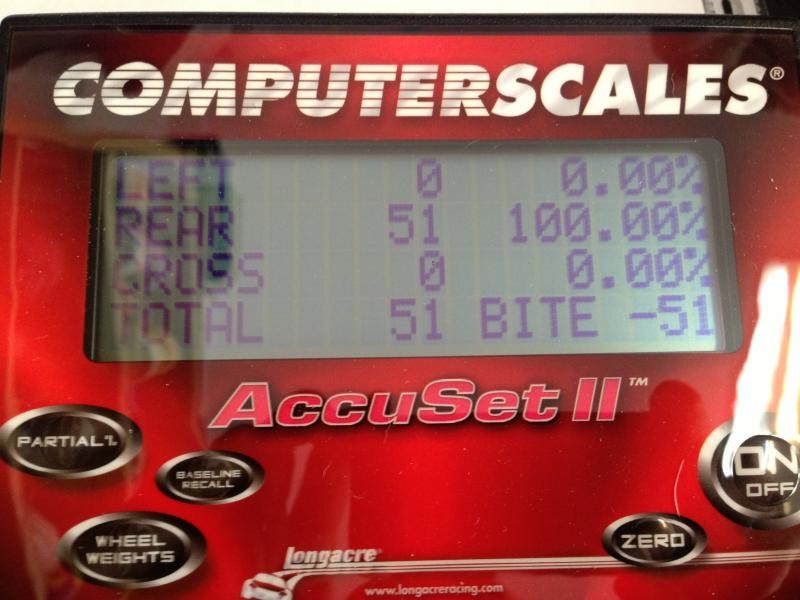 COMPUTERSCALES®
LEFT 0 0.00%
REAR 51 100.00%
CROSS 0 0.00%
TOTAL 51 BITE -51
AccuSet II™
PARTIAL%
BASELINE
RECALL
ON
OFF
WHEEL
WEIGHTS
ZERO
Longacre®
www.longacreracing.com